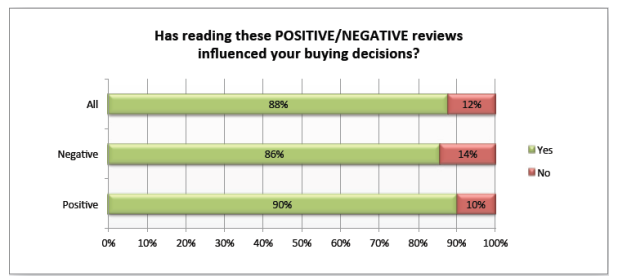 Has reading these POSITIVE/NEGATIVE reviews
influenced your buying decisions?
All 88% 12%
Negative 86% 14%
Yes
No
Positive 90% 10%
0% 10% 20% 30% 40% 50% 60% 70% 80% 90% 100%